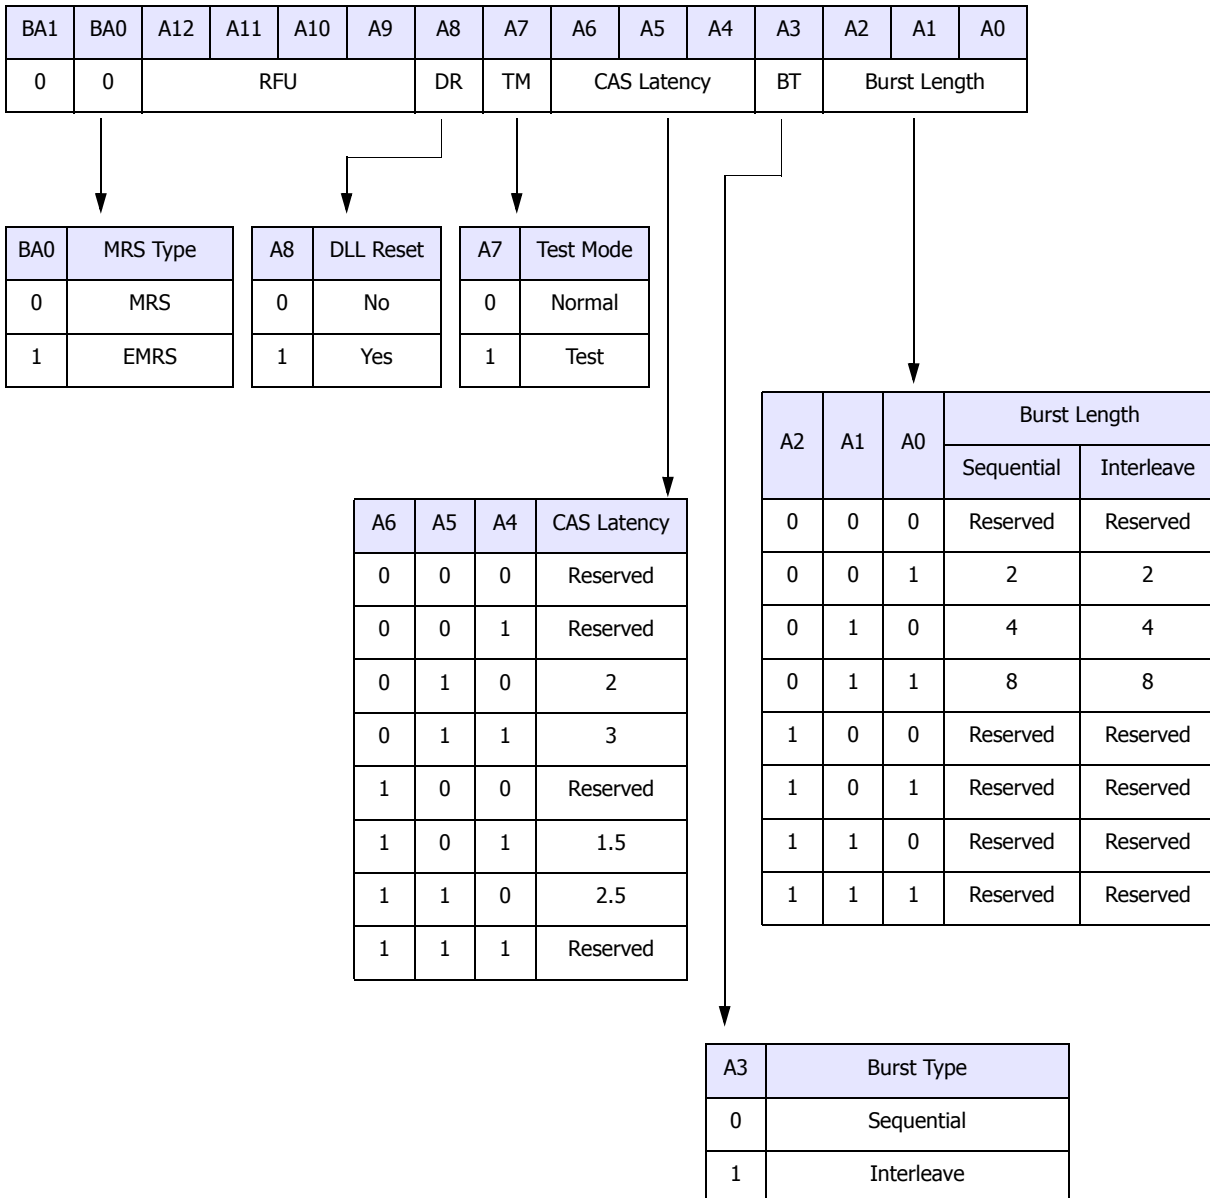 BA1 BA0 A12 A11 A10 A9 A8 A7 A6 A5 A4 A3 A2 A1 A0
0 0 RFU DR TM CAS Latency BT Burst Length
BA0 MRS Type
0 MRS
1 EMRS
A8 DLL Reset
0 No
1 Yes
A7 Test Mode
0 Normal
1 Test
A2 A1 A0 Burst Length
Sequential Interleave
0 0 0 Reserved Reserved
0 0 1 2 2
0 1 0 4 4
0 1 1 8 8
1 0 0 Reserved Reserved
1 0 1 Reserved Reserved
1 1 0 Reserved Reserved
1 1 1 Reserved Reserved
A6 A5 A4 CAS Latency
0 0 0 Reserved
0 0 1 Reserved
0 1 0 2
0 1 1 3
1 0 0 Reserved
1 0 1 1.5
1 1 0 2.5
1 1 1 Reserved
A3 Burst Type
0 Sequential
1 Interleave